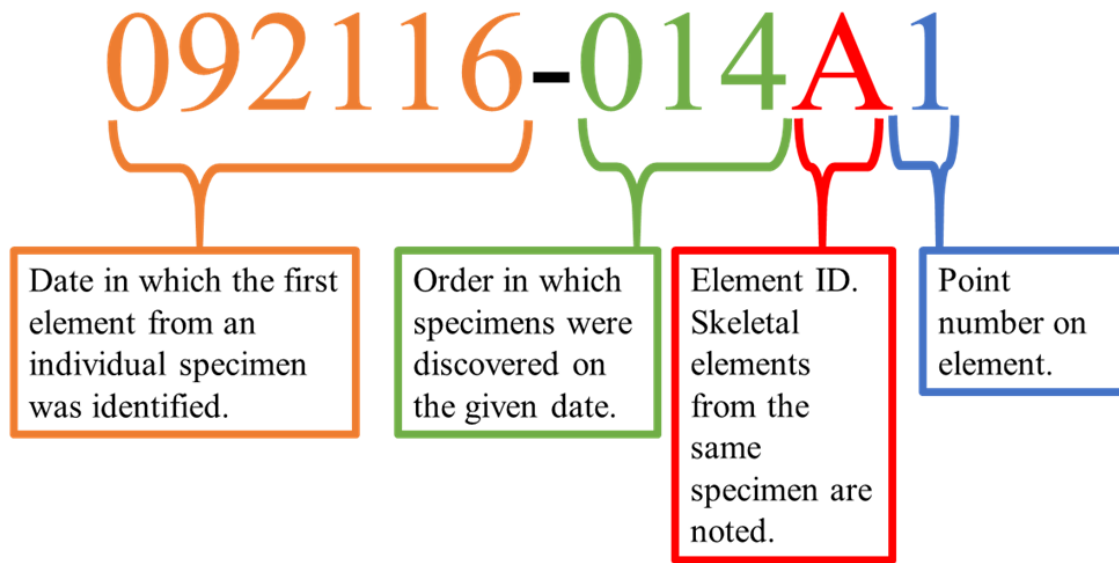 092116-014A1
Date in which the first
element from an
individual specimen
was identified.
Order in which
specimens were
discovered on
the given date.
Element ID.
Skeletal
elements
from the
same
specimen are
noted.
Point
number on
element.